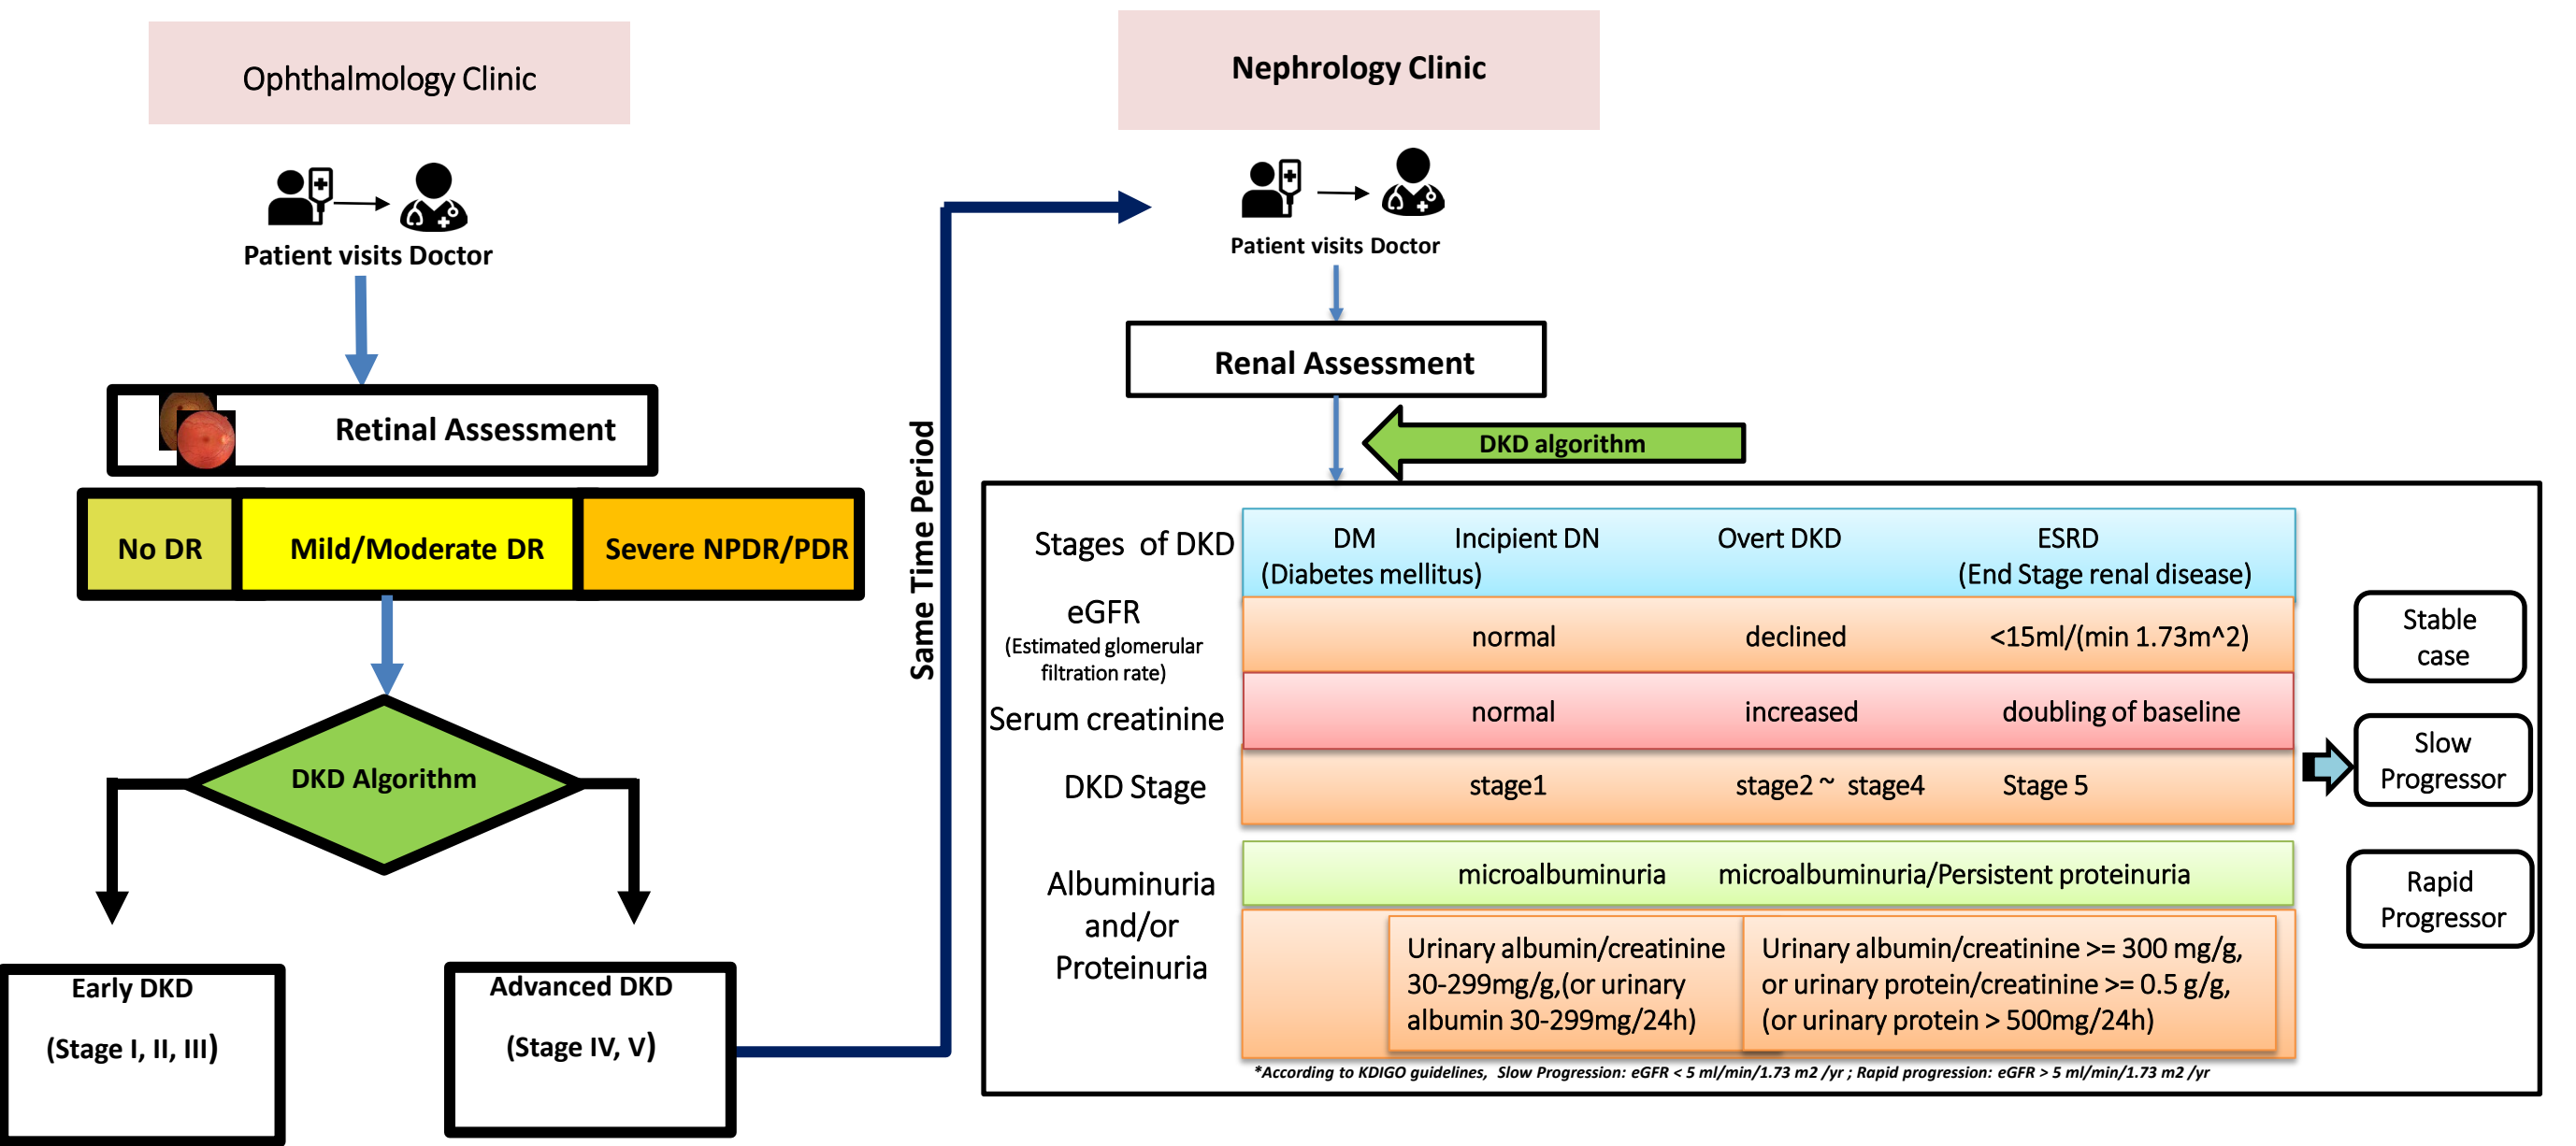 Ophthalmology Clinic
Patient visits Doctor
Retinal Assessment
No DR
Mild/Moderate DR
Severe NPDR/PDR
DKD Algorithm
Early DKD
(Stage I, II, III)
Advanced DKD
(Stage IV, V)
Same Time Period
Nephrology Clinic
Patient visits Doctor
Renal Assessment
DKD algorithm
Stages of DKD
DM
(Diabetes mellitus)
Incipient DN
Overt DKD
ESRD
(End Stage renal disease)
eGFR
(Estimated glomerular
filtration rate)
normal
declined
<15ml/(min 1.73m^2)
Serum creatinine
normal
increased
doubling of baseline
DKD Stage
stage1
stage2 ~ stage4
Stage 5
Albuminuria
and/or
Proteinuria
microalbuminuria
microalbuminuria/Persistent proteinuria
Urinary albumin/creatinine
30-299mg/g,(or urinary
albumin 30-299mg/24h)
Urinary albumin/creatinine >= 300 mg/g,
or urinary protein/creatinine >= 0.5 g/g,
(or urinary protein > 500mg/24h)
*According to KDIGO guidelines, Slow Progression: eGFR < 5 ml/min/1.73 m2 /yr ; Rapid progression: eGFR > 5 ml/min/1.73 m2 /yr
Stable
case
Slow
Progressor
Rapid
Progressor